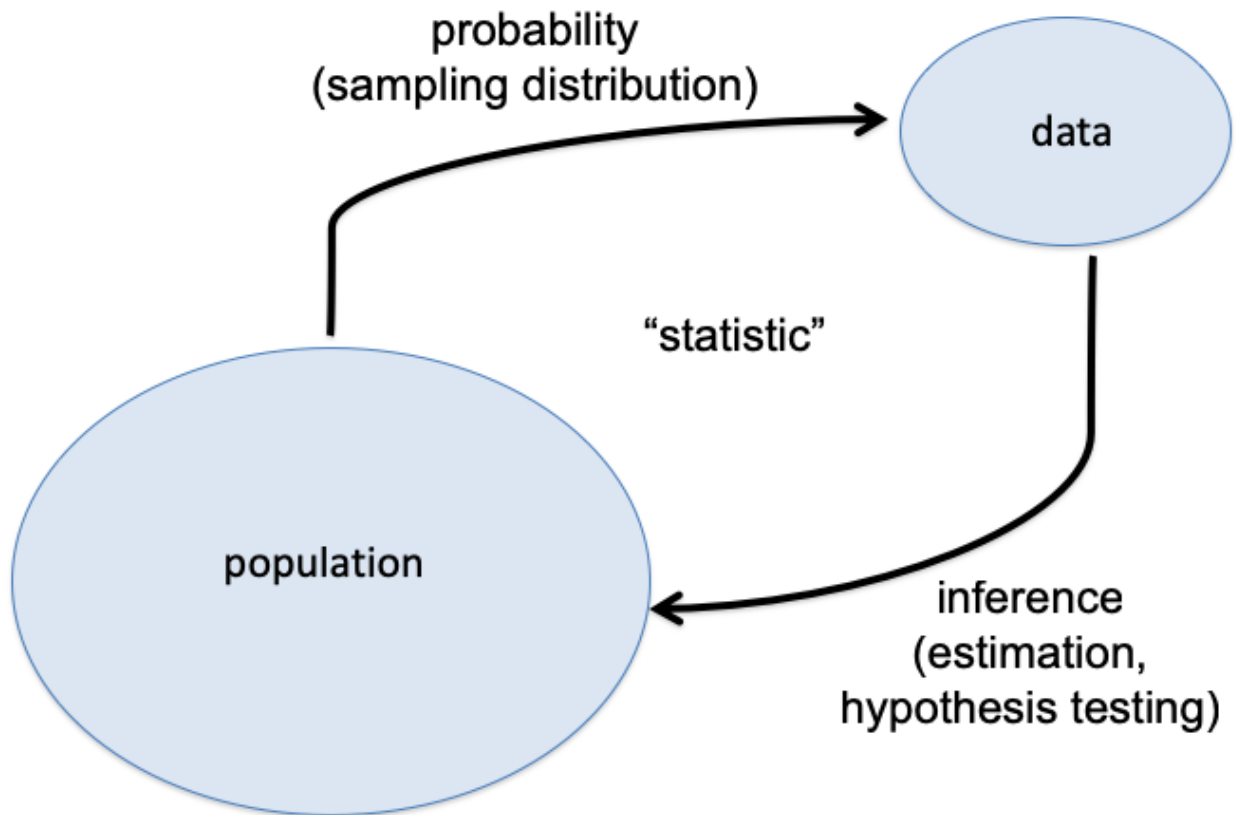 probability
(sampling distribution)
data
“statistic”
population
inference
(estimation,
hypothesis testing)